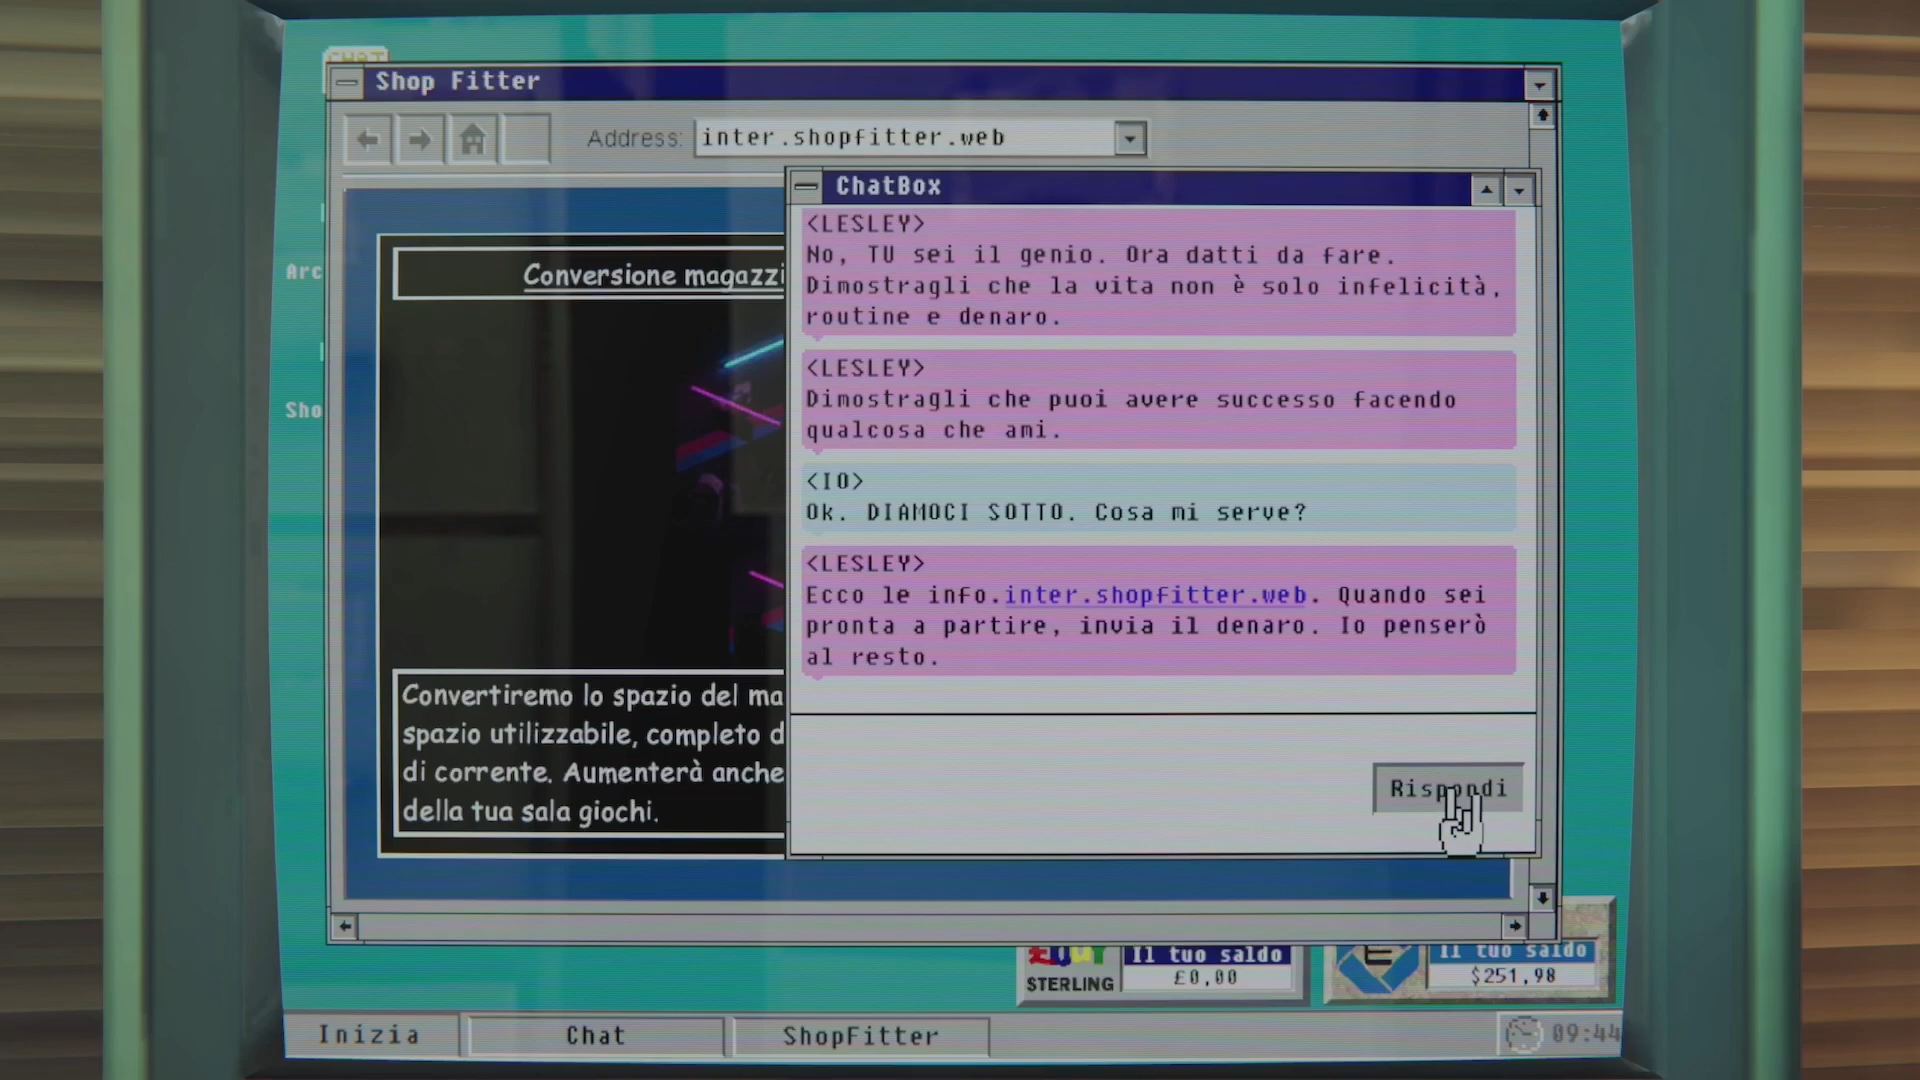 CHAT
Shop Fitter
Address: inter.shopfitter.web
ChatBox
<LESLEY>
No, TU sei il genio. Ora datti da fare.
Dimostragli che la vita non è solo infelicità,
routine e denaro.
<LESLEY>
Dimostragli che puoi avere successo facendo
qualcosa che ami.
<IO>
Ok. DIAMOCI SOTTO. Cosa mi serve?
<LESLEY>
Ecco le info.inter.shopfitter.web. Quando sei
pronta a partire, invia il denaro. Io penserò
al resto.
Rispondi
Arc
Sho
Conversione magazzi
Convertiremo lo spazio del ma
spazio utilizzabile, completo d
di corrente. Aumenterà anche
della tua sala giochi.
STERLING
Il tuo saldo
£0,00
Il tuo saldo
$251,98
Inizia
Chat
ShopFitter
09:44